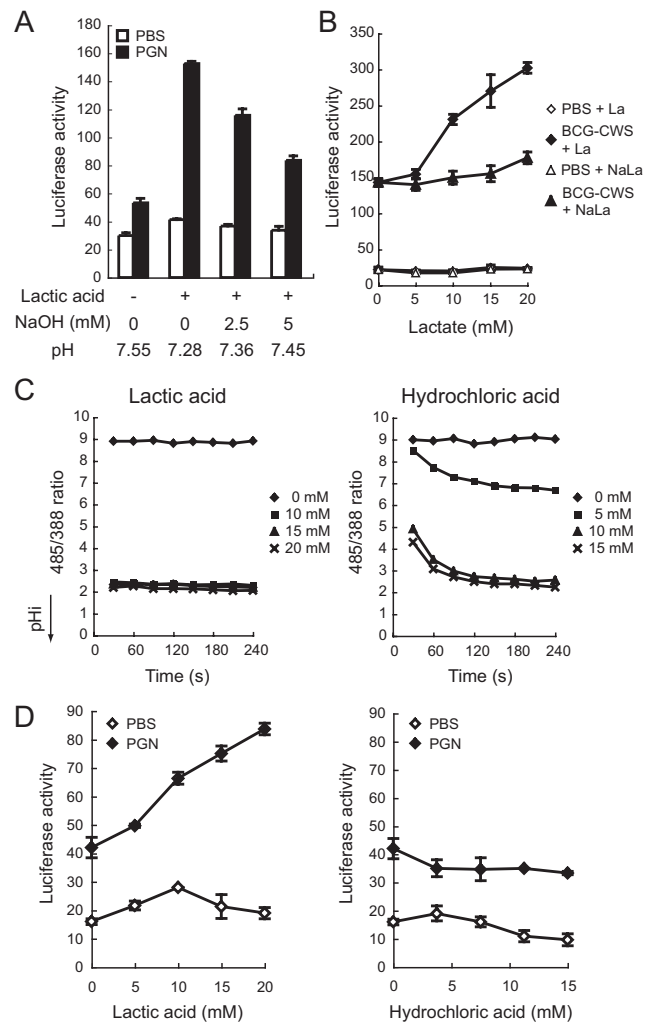 A
180
160
140
120
100
80
60
40
20
0
Luciferase activity
PBS
PGN
Lactic acid - + + +
NaOH (mM) 0 0 2.5 5
pH 7.55 7.28 7.36 7.45
B
350
300
250
200
150
100
50
0
Luciferase activity
0 5 10 15 20
Lactate (mM)
PBS + La
BCG-CWS
+ La
PBS + NaLa
BCG-CWS
+ NaLa
C
Lactic acid
10
9
8
7
6
5
4
3
2
1
0
485/388 ratio
pHi
0 60 120 180 240
Time (s)
0 mM
10 mM
15 mM
20 mM
Hydrochloric acid
10
9
8
7
6
5
4
3
2
1
0
485/388 ratio
0 60 120 180 240
Time (s)
0 mM
5 mM
10 mM
15 mM
D
90
80
70
60
50
40
30
20
10
0
Luciferase activity
PBS
PGN
0 5 10 15 20
Lactic acid (mM)
90
80
70
60
50
40
30
20
10
0
Luciferase activity
PBS
PGN
0 5 10 15
Hydrochloric acid (mM)